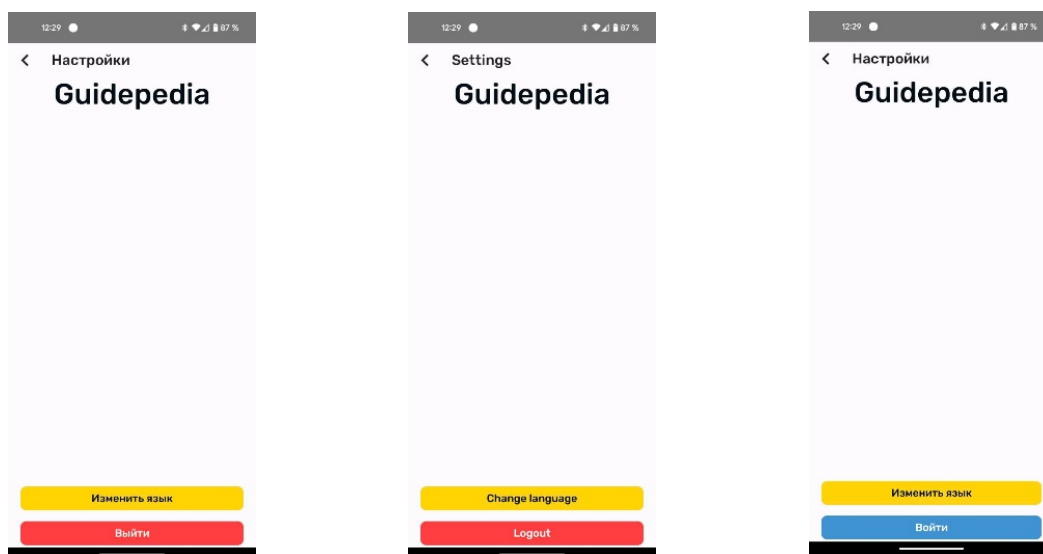 12:29 87 %
Настройки
Guidepedia
Изменить язык
Выйти
12:29 87 %
Settings
Guidepedia
Change language
Logout
12:29 87 %
Настройки
Guidepedia
Изменить язык
Войти